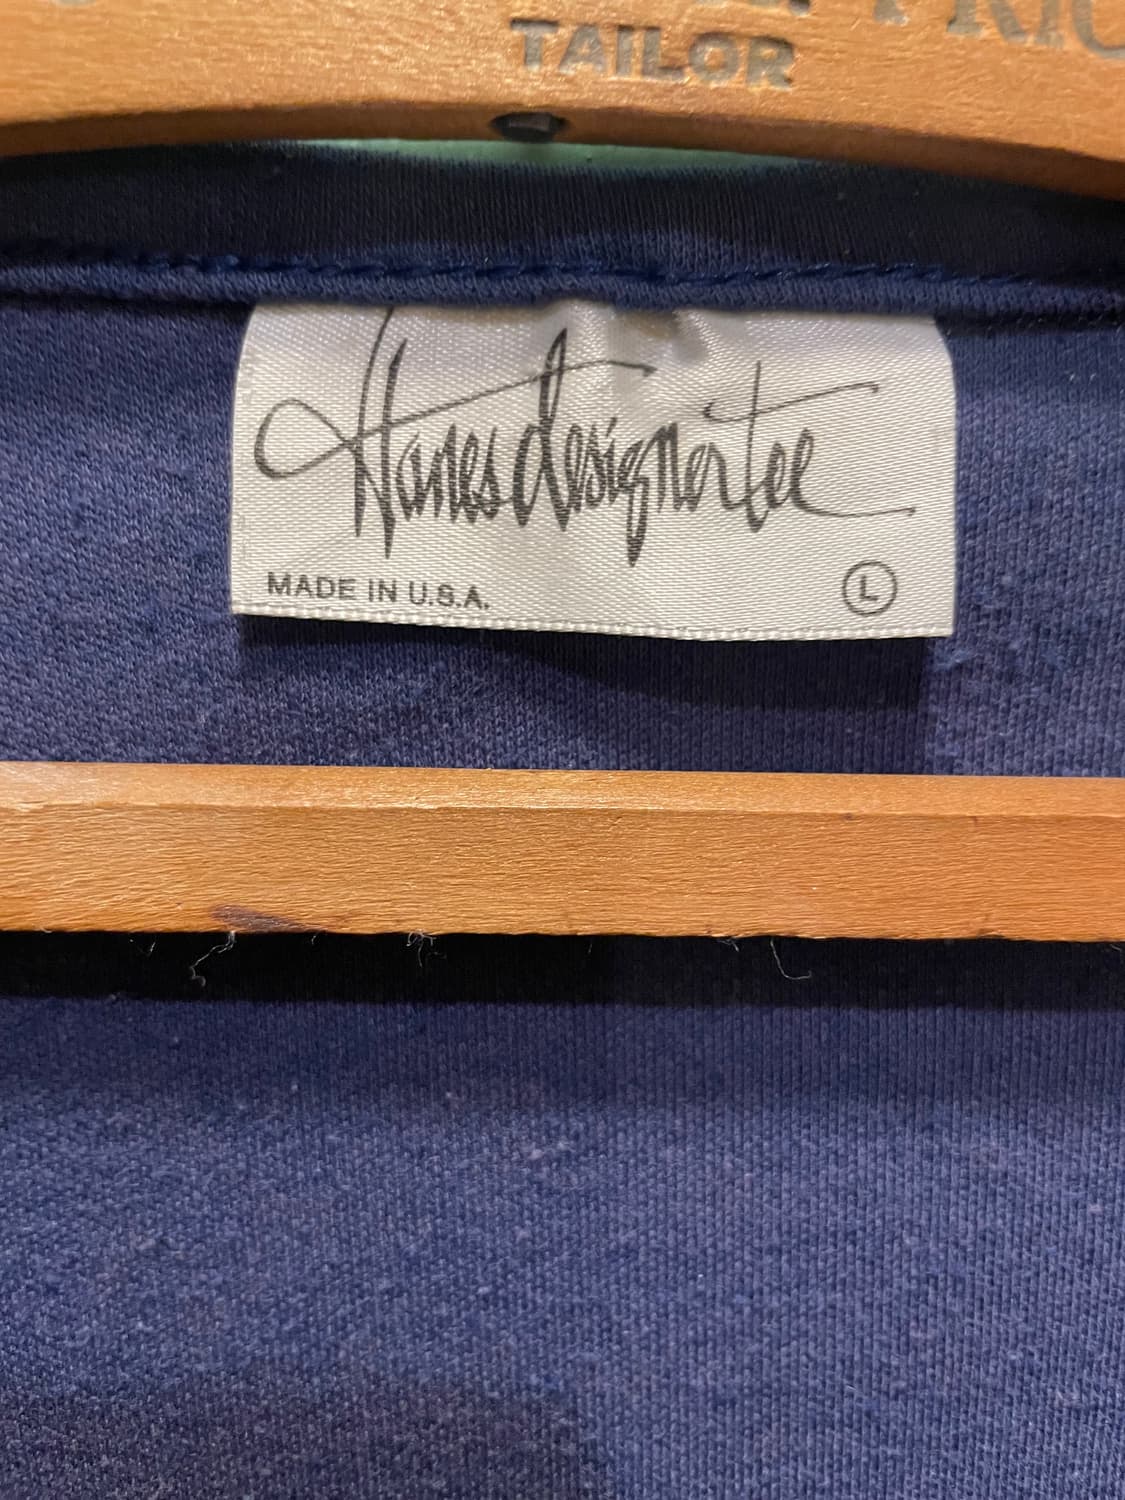 TAILOR
Hanes designer tee
MADE IN U.S.A.
L